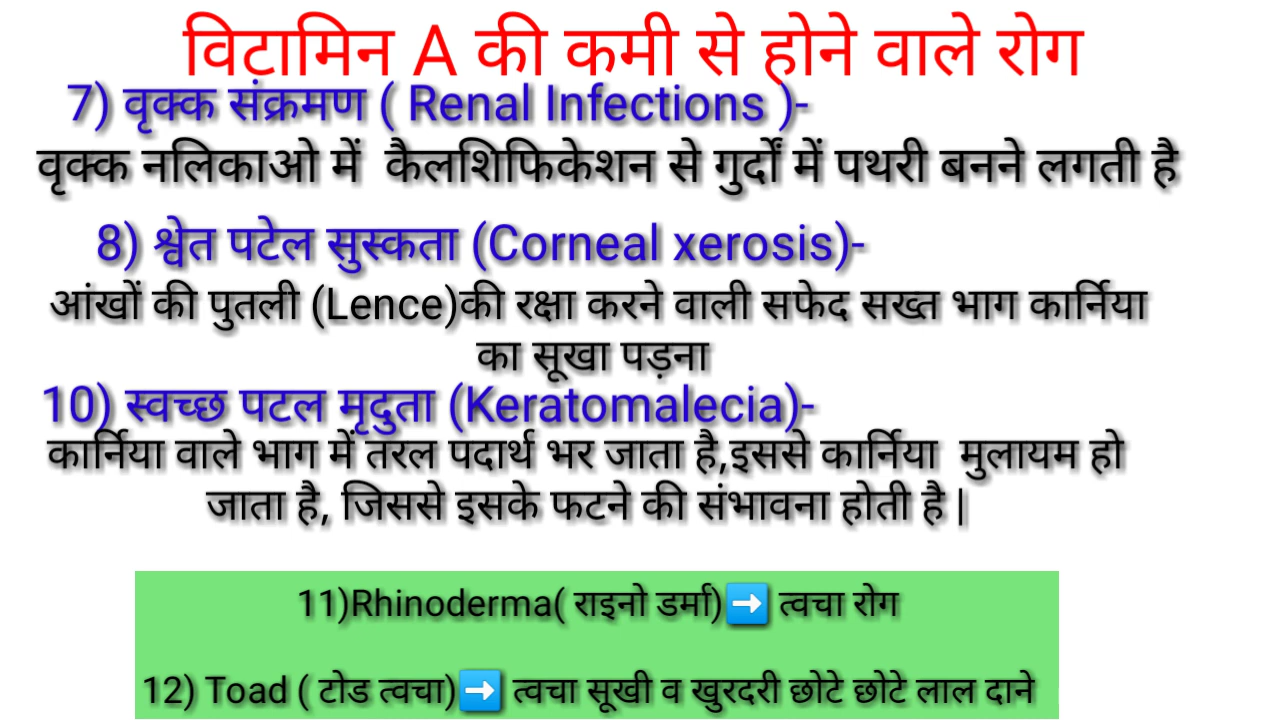 विटामिन A की कमी से होने वाले रोग
7) वृक्क संक्रमण ( Renal Infections )-
वृक्क नलिकाओ में कैलशिफिकेशन से गुर्दों में पथरी बनने लगती है
8) श्वेत पटेल सुस्कता (Corneal xerosis)-
आंखों की पुतली (Lence)की रक्षा करने वाली सफेद सख्त भाग कार्निया
का सूखा पड़ना
10) स्वच्छ पटल मृदुता (Keratomalecia)-
कार्निया वाले भाग में तरल पदार्थ भर जाता है,इससे कार्निया मुलायम हो
जाता है, जिससे इसके फटने की संभावना होती है |
11)Rhinoderma( राइनो डर्मा)➡ त्वचा रोग
12) Toad ( टोड त्वचा)➡ त्वचा सूखी व खुरदरी छोटे छोटे लाल दाने